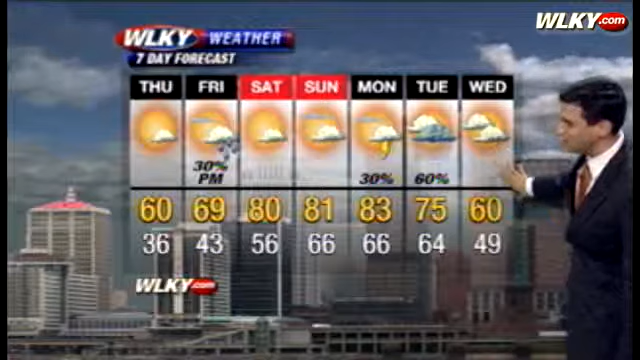 WLKY.com
WLKY WEATHER
7 DAY FORECAST
THU FRI SAT SUN MON TUE WED
30% PM 30% 60%
60 69 80 81 83 75 60
36 43 56 66 66 64 49
WLKY.com